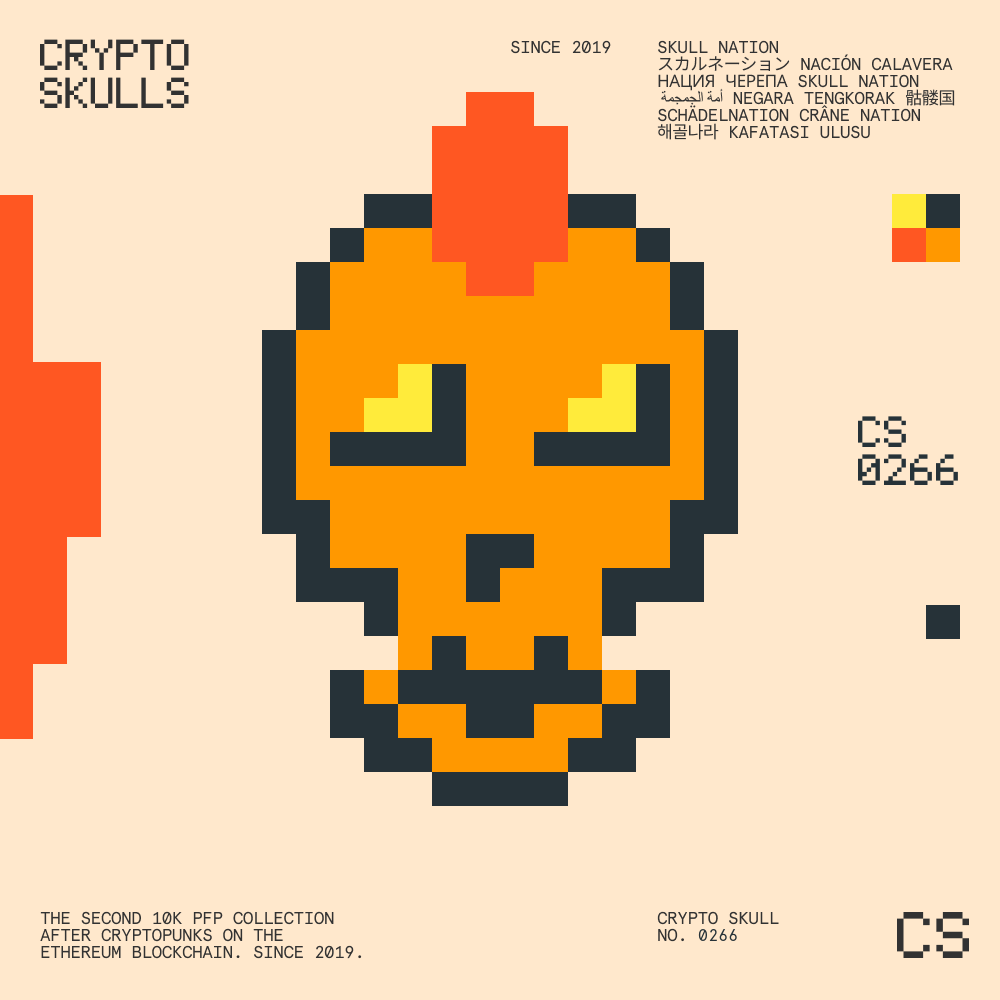 CRYPTO
SKULLS
SINCE 2019
SKULL NATION
スカルネーション NACIÓN CALAVERA
НАЦИЯ ЧЕРЕПА SKULL NATION
أمة الجمجمة NEGARA TENGKORAK 骷髅国
SCHÄDELNATION CRÂNE NATION
해골나라 KAFATASI ULUSU
CS
0266
THE SECOND 10K PFP COLLECTION
AFTER CRYPTOPUNKS ON THE
ETHEREUM BLOCKCHAIN. SINCE 2019.
CRYPTO SKULL
NO. 0266
CS